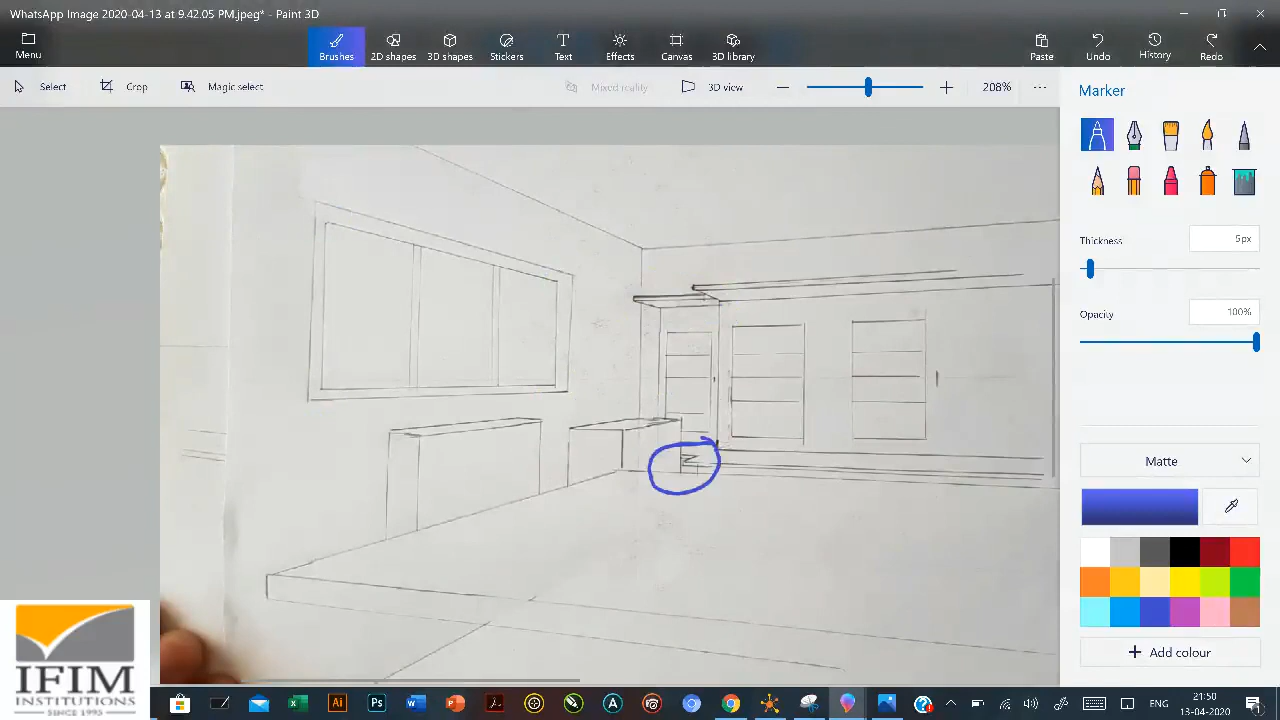 WhatsApp Image 2020-04-13 at 9.42.05 PM.jpeg* - Paint 3D
Menu
Brushes
2D shapes
3D shapes
Stickers
Text
Effects
Canvas
3D library
Paste
Undo
History
Redo
Select
Crop
Magic select
Mixed reality
3D view
208%
Marker
Thickness
5px
Opacity
100%
Matte
+ Add colour
IFIM
INSTITUTIONS
SINCE 1995
ENG
21:50
13-04-2020